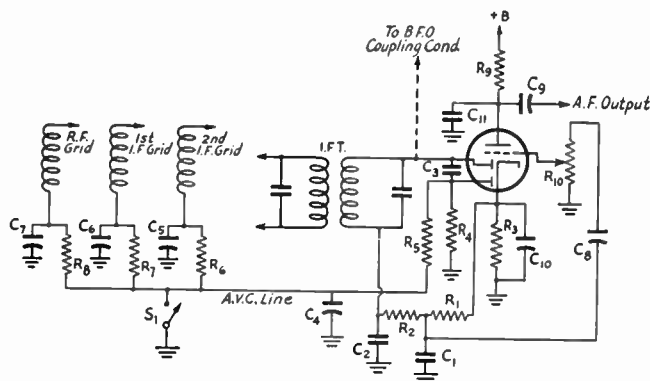 To B F.O
Coupling Cond.
+B
R9
C9
A.F. Output
C11
R.F.
Grid
1st
I.F Grid
2nd
I.F. Grid
I.F.T.
C3
R10
C7
R8
C6
R7
C5
R6
R5
R4
R3
C10
C8
A.V.C. Line
S1
C4
R2
R1
C2
C1